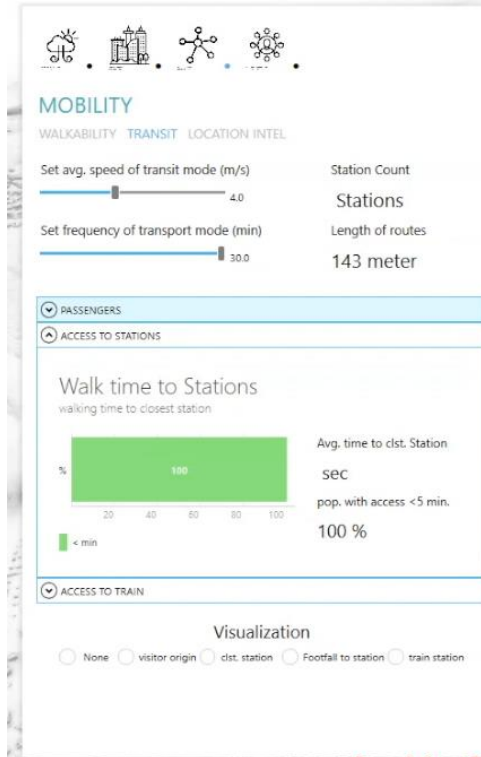 MOBILITY
WALKABILITY TRANSIT LOCATION INTEL
Set avg. speed of transit mode (m/s)
4.0
Station Count
Stations
Set frequency of transport mode (min)
30.0
Length of routes
143 meter
PASSENGERS
ACCESS TO STATIONS
Walk time to Stations
walking time to closest station
%
100
20 40 60 80 100
< min
Avg. time to clst. Station
sec
pop. with access <5 min.
100 %
ACCESS TO TRAIN
Visualization
None visitor origin clst. station Footfall to station train station